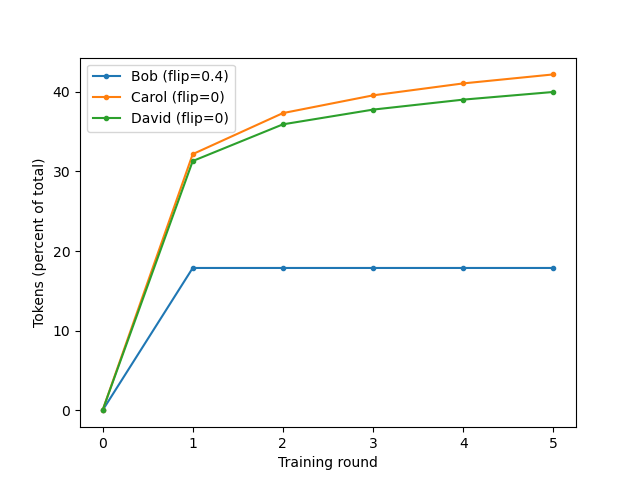 Bob (flip=0.4)
Carol (flip=0)
David (flip=0)
40
30
20
10
0
Tokens (percent of total)
0 1 2 3 4 5
Training round